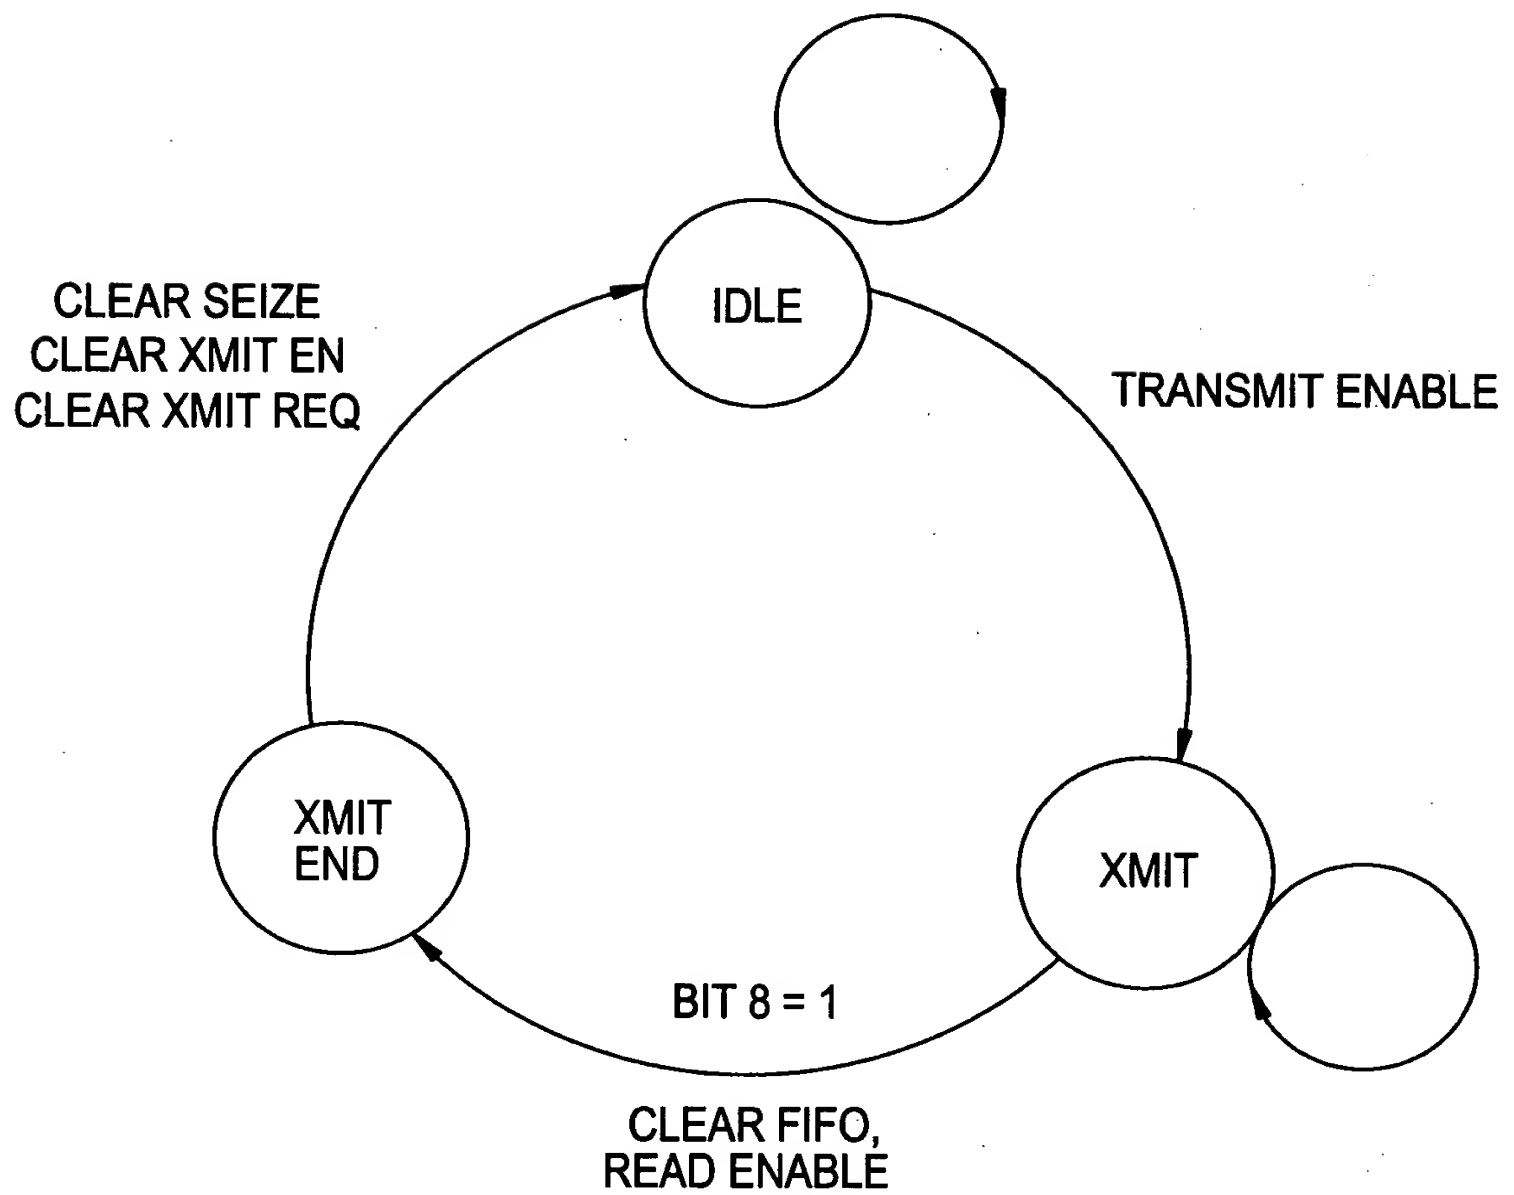 IDLE
CLEAR SEIZE
CLEAR XMIT EN
CLEAR XMIT REQ
TRANSMIT ENABLE
XMIT
END
XMIT
BIT 8 = 1
CLEAR FIFO,
READ ENABLE